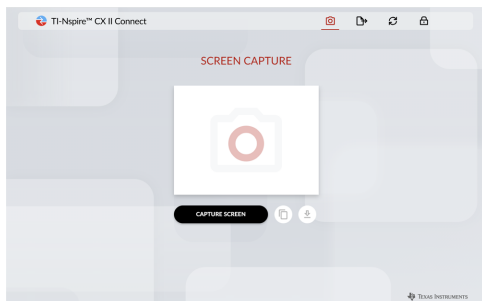 TI-Nspire™ CX II Connect
SCREEN CAPTURE
CAPTURE SCREEN
TEXAS INSTRUMENTS